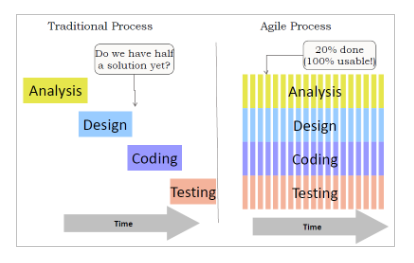 Traditional Process
Do we have half
a solution yet?
Analysis
Design
Coding
Testing
Time
Agile Process
20% done
(100% usable!)
Analysis
Design
Coding
Testing
Time